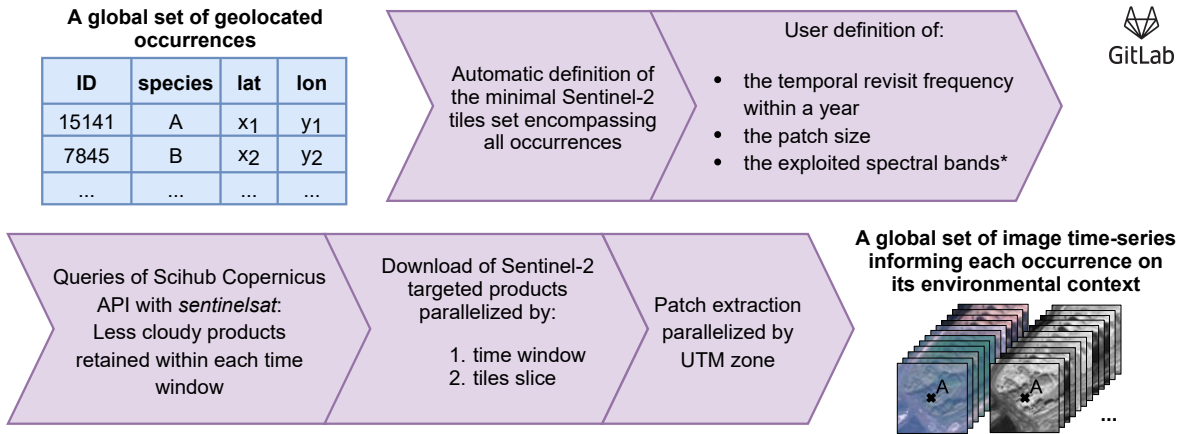 A global set of geolocated
occurrences
ID species lat lon
15141 A x1 y1
7845 B x2 y2
... ... ... ...
Automatic definition of
the minimal Sentinel-2
tiles set encompassing
all occurrences
User definition of:
• the temporal revisit frequency
within a year
• the patch size
• the exploited spectral bands*
GitLab
Queries of Scihub Copernicus
API with sentinelsat:
Less cloudy products
retained within each time
window
Download of Sentinel-2
targeted products
parallelized by:
1. time window
2. tiles slice
Patch extraction
parallelized by
UTM zone
A global set of image time-series
informing each occurrence on
its environmental context
A
A
...